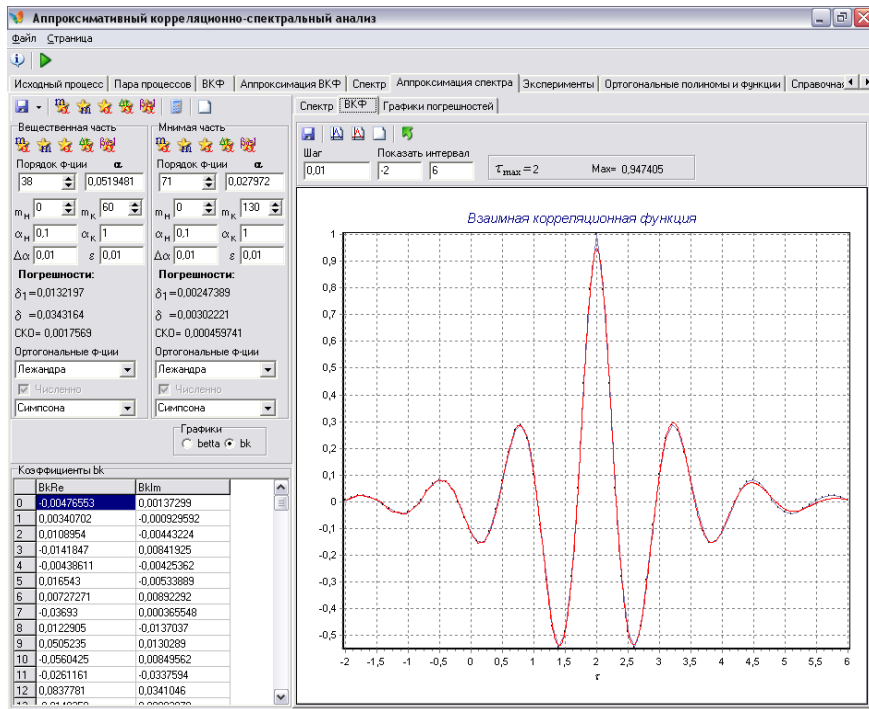 Аппроксимативный корреляционно-спектральный анализ
Файл Страница
Исходный процесс Пара процессов ВКФ Аппроксимация ВКФ Спектр Аппроксимация спектра Эксперименты Ортогональные полиномы и функции Справочная
Спектр ВКФ Графики погрешностей
Вещественная часть Мнимая часть
Порядок ф-ции α Порядок ф-ции α
38 0,0519481 71 0,027972
mн 0 mк 60 mн 0 mк 130
αн 0,1 αк 1 αн 0,1 αк 1
Δα 0,01 ε 0,01 Δα 0,01 ε 0,01
Погрешности: Погрешности:
δ1=0,0132197 δ1=0,00247389
δ =0,0343164 δ =0,00302221
СКО= 0,0017569 СКО= 0,000459741
Ортогональные ф-ции Ортогональные ф-ции
Лежандра Лежандра
Численно Численно
Симпсона Симпсона
Графики
betta bk
Коэффициенты bk
BkRe BkIm
0 -0,00476553 0,00137299
1 0,00340702 -0,000929592
2 0,0108954 -0,00443224
3 -0,0141847 0,00841925
4 -0,00438611 -0,00425362
5 0,016543 -0,00533889
6 0,00727271 0,00892292
7 -0,03693 0,000365548
8 0,0122905 -0,0137037
9 0,0505235 0,0130289
10 -0,0560425 0,00849562
11 -0,0261161 -0,0337594
12 0,0837781 0,0341046
Шаг Показать интервал
0,01 -2 6 τmax=2 Max= 0,947405
Взаимная корреляционная функция
1
0,9
0,8
0,7
0,6
0,5
0,4
0,3
0,2
0,1
0
-0,1
-0,2
-0,3
-0,4
-0,5
-2 -1,5 -1 -0,5 0 0,5 1 1,5 2 2,5 3 3,5 4 4,5 5 5,5 6
τ